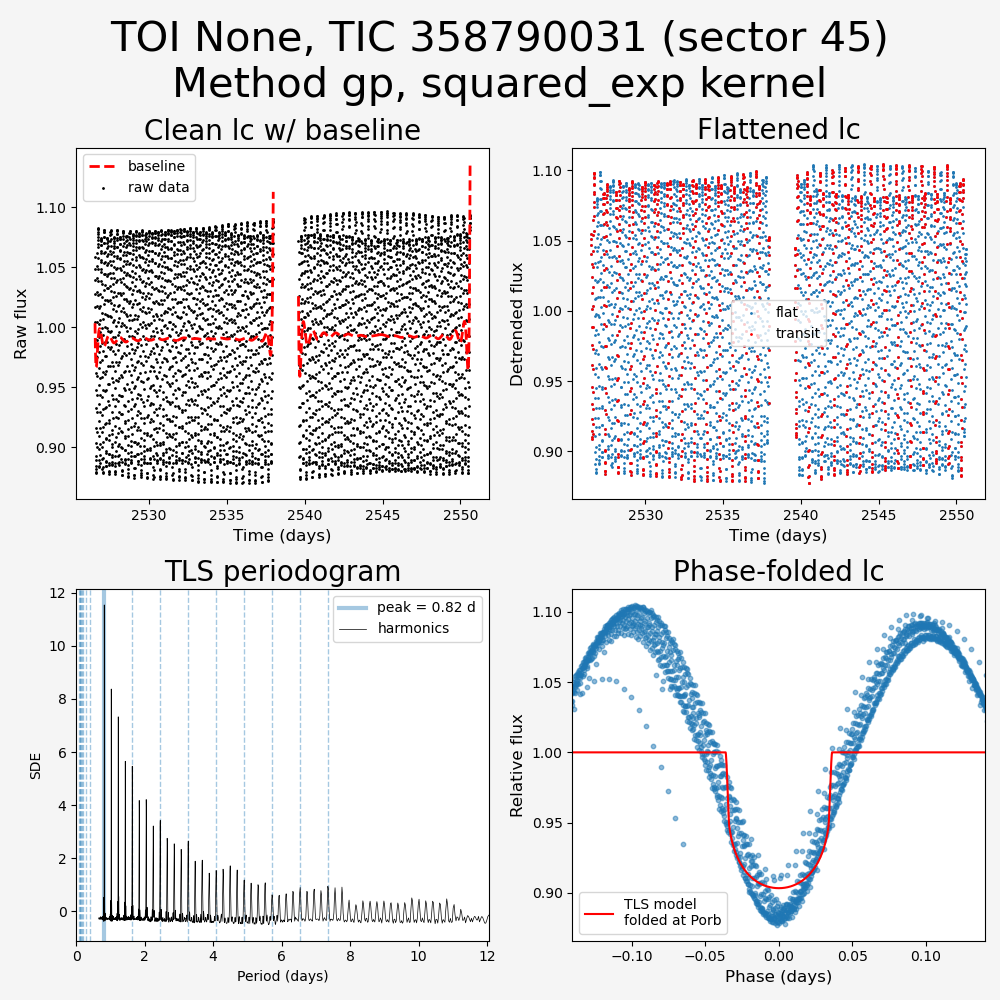 TOI None, TIC 358790031 (sector 45)
Method gp, squared_exp kernel
Clean lc w/ baseline
baseline
raw data
Raw flux
1.10
1.05
1.00
0.95
0.90
2530
2535
2540
2545
2550
Time (days)
Flattened lc
flat
transit
Detrended flux
1.10
1.05
1.00
0.95
0.90
2530
2535
2540
2545
2550
Time (days)
TLS periodogram
peak = 0.82 d
harmonics
SDE
12
10
8
6
4
2
0
0
2
4
6
8
10
12
Period (days)
Phase-folded lc
Relative flux
1.10
1.05
1.00
0.95
0.90
TLS model
folded at Porb
−0.10
−0.05
0.00
0.05
0.10
Phase (days)